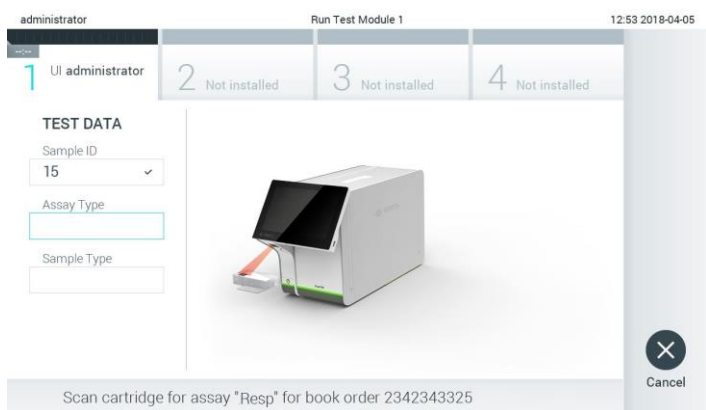 administrator
Run Test Module 1
12:53 2018-04-05
--:--
1 UI administrator
2 Not installed
3 Not installed
4 Not installed
TEST DATA
Sample ID
15
Assay Type
Sample Type
Cancel
Scan cartridge for assay "Resp" for book order 2342343325